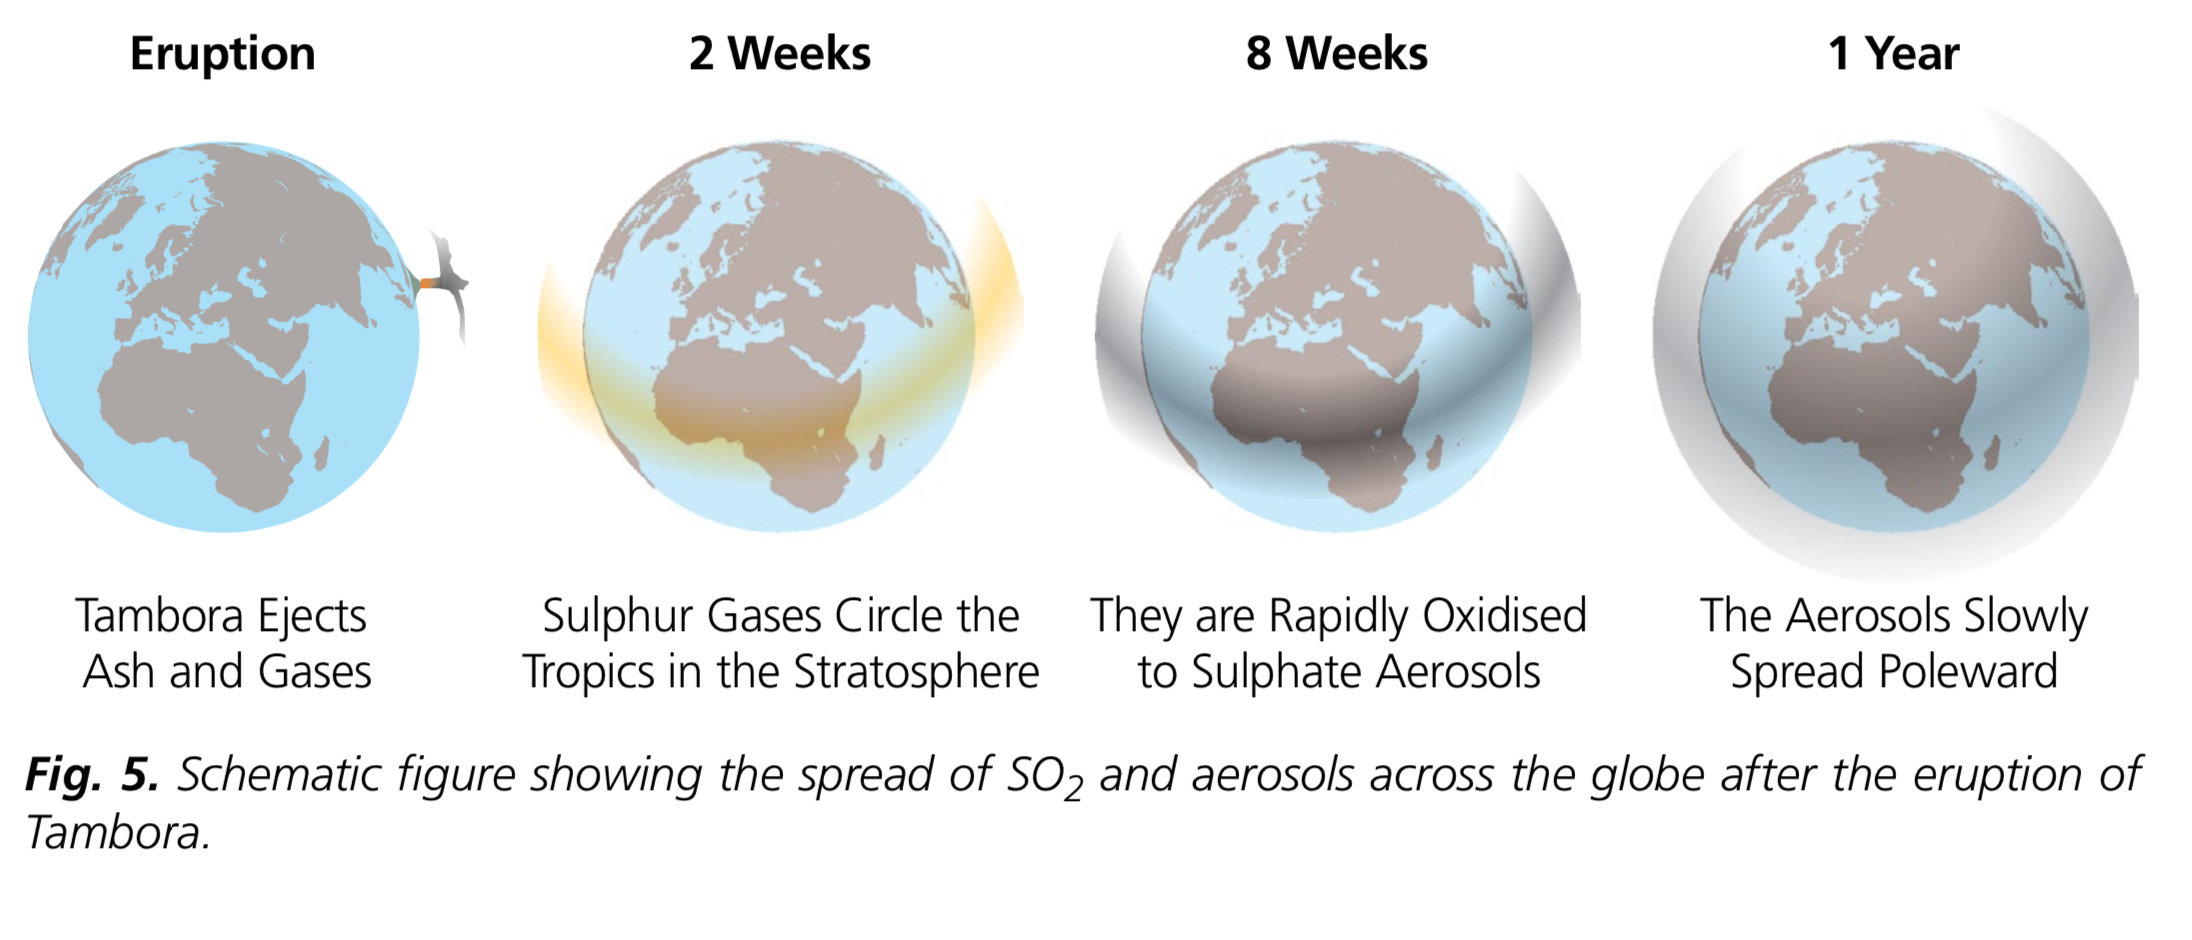 Eruption
2 Weeks
8 Weeks
1 Year
Tambora Ejects
Ash and Gases
Sulphur Gases Circle the
Tropics in the Stratosphere
They are Rapidly Oxidised
to Sulphate Aerosols
The Aerosols Slowly
Spread Poleward
Fig. 5. Schematic figure showing the spread of SO₂ and aerosols across the globe after the eruption of
Tambora.